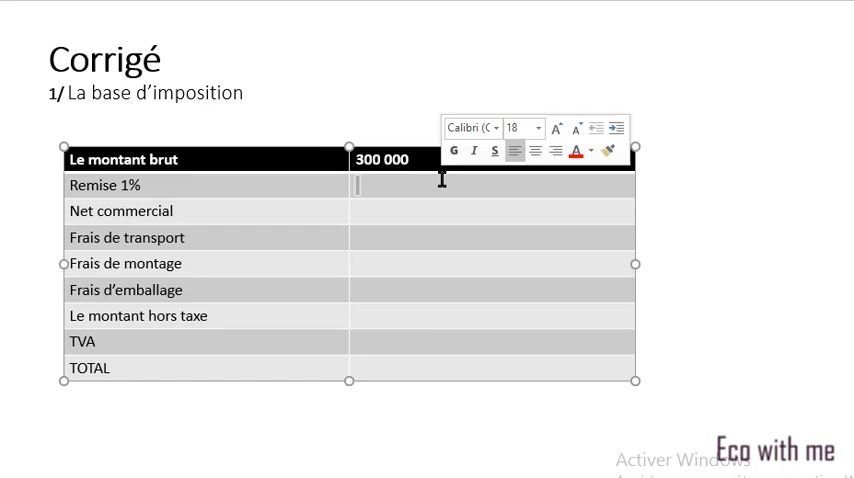 Corrigé
1/ La base d’imposition
Calibri (C 18
G I S A
Le montant brut 300 000
Remise 1%
Net commercial
Frais de transport
Frais de montage
Frais d’emballage
Le montant hors taxe
TVA
TOTAL
Eco with me
Activer Windows